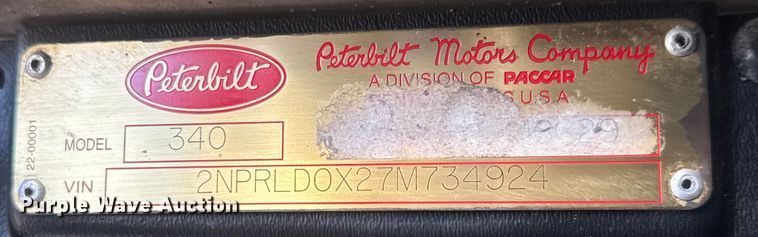 Peterbilt
Peterbilt Motors Company
A DIVISION OF PACCAR
U.S.A.
22-00001
MODEL 340
VIN 2NPRLD0X27M734924
Purple Wave Auction